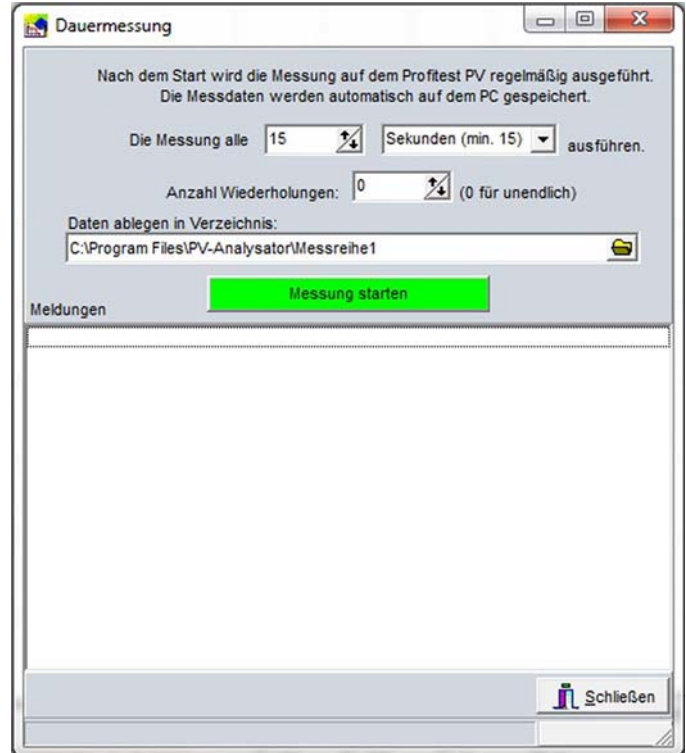 Dauermessung
Nach dem Start wird die Messung auf dem Profitest PV regelmäßig ausgeführt.
Die Messdaten werden automatisch auf dem PC gespeichert.
Die Messung alle 15 Sekunden (min. 15) ausführen.
Anzahl Wiederholungen: 0 (0 für unendlich)
Daten ablegen in Verzeichnis:
C:\Program Files\PV-Analysator\Messreihe1
Messung starten
Meldungen
Schließen